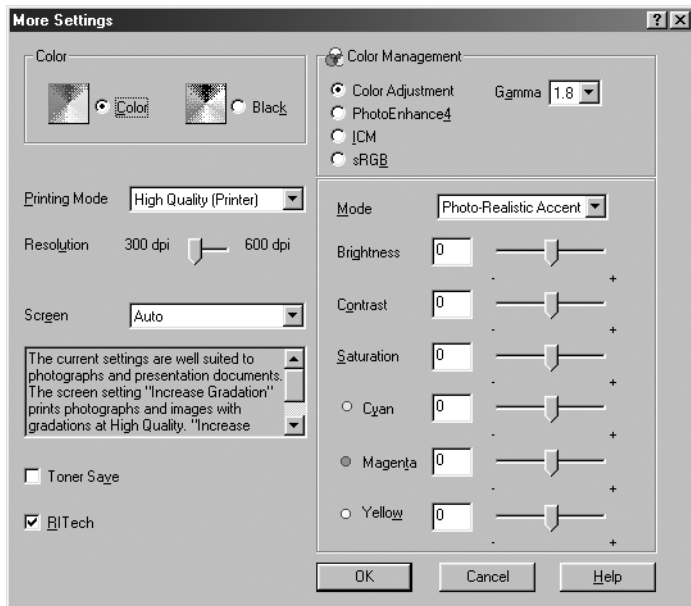 More Settings
Color
Color
Black
Printing Mode High Quality (Printer)
Resolution 300 dpi 600 dpi
Screen Auto
The current settings are well suited to
photographs and presentation documents.
The screen setting "Increase Gradation"
prints photographs and images with
gradations at High Quality. "Increase
Toner Save
RITech
Color Management
Color Adjustment
PhotoEnhance4
ICM
sRGB
Gamma 1.8
Mode Photo-Realistic Accent
Brightness 0 - +
Contrast 0 - +
Saturation 0 - +
Cyan 0 - +
Magenta 0 - +
Yellow 0 - +
OK Cancel Help